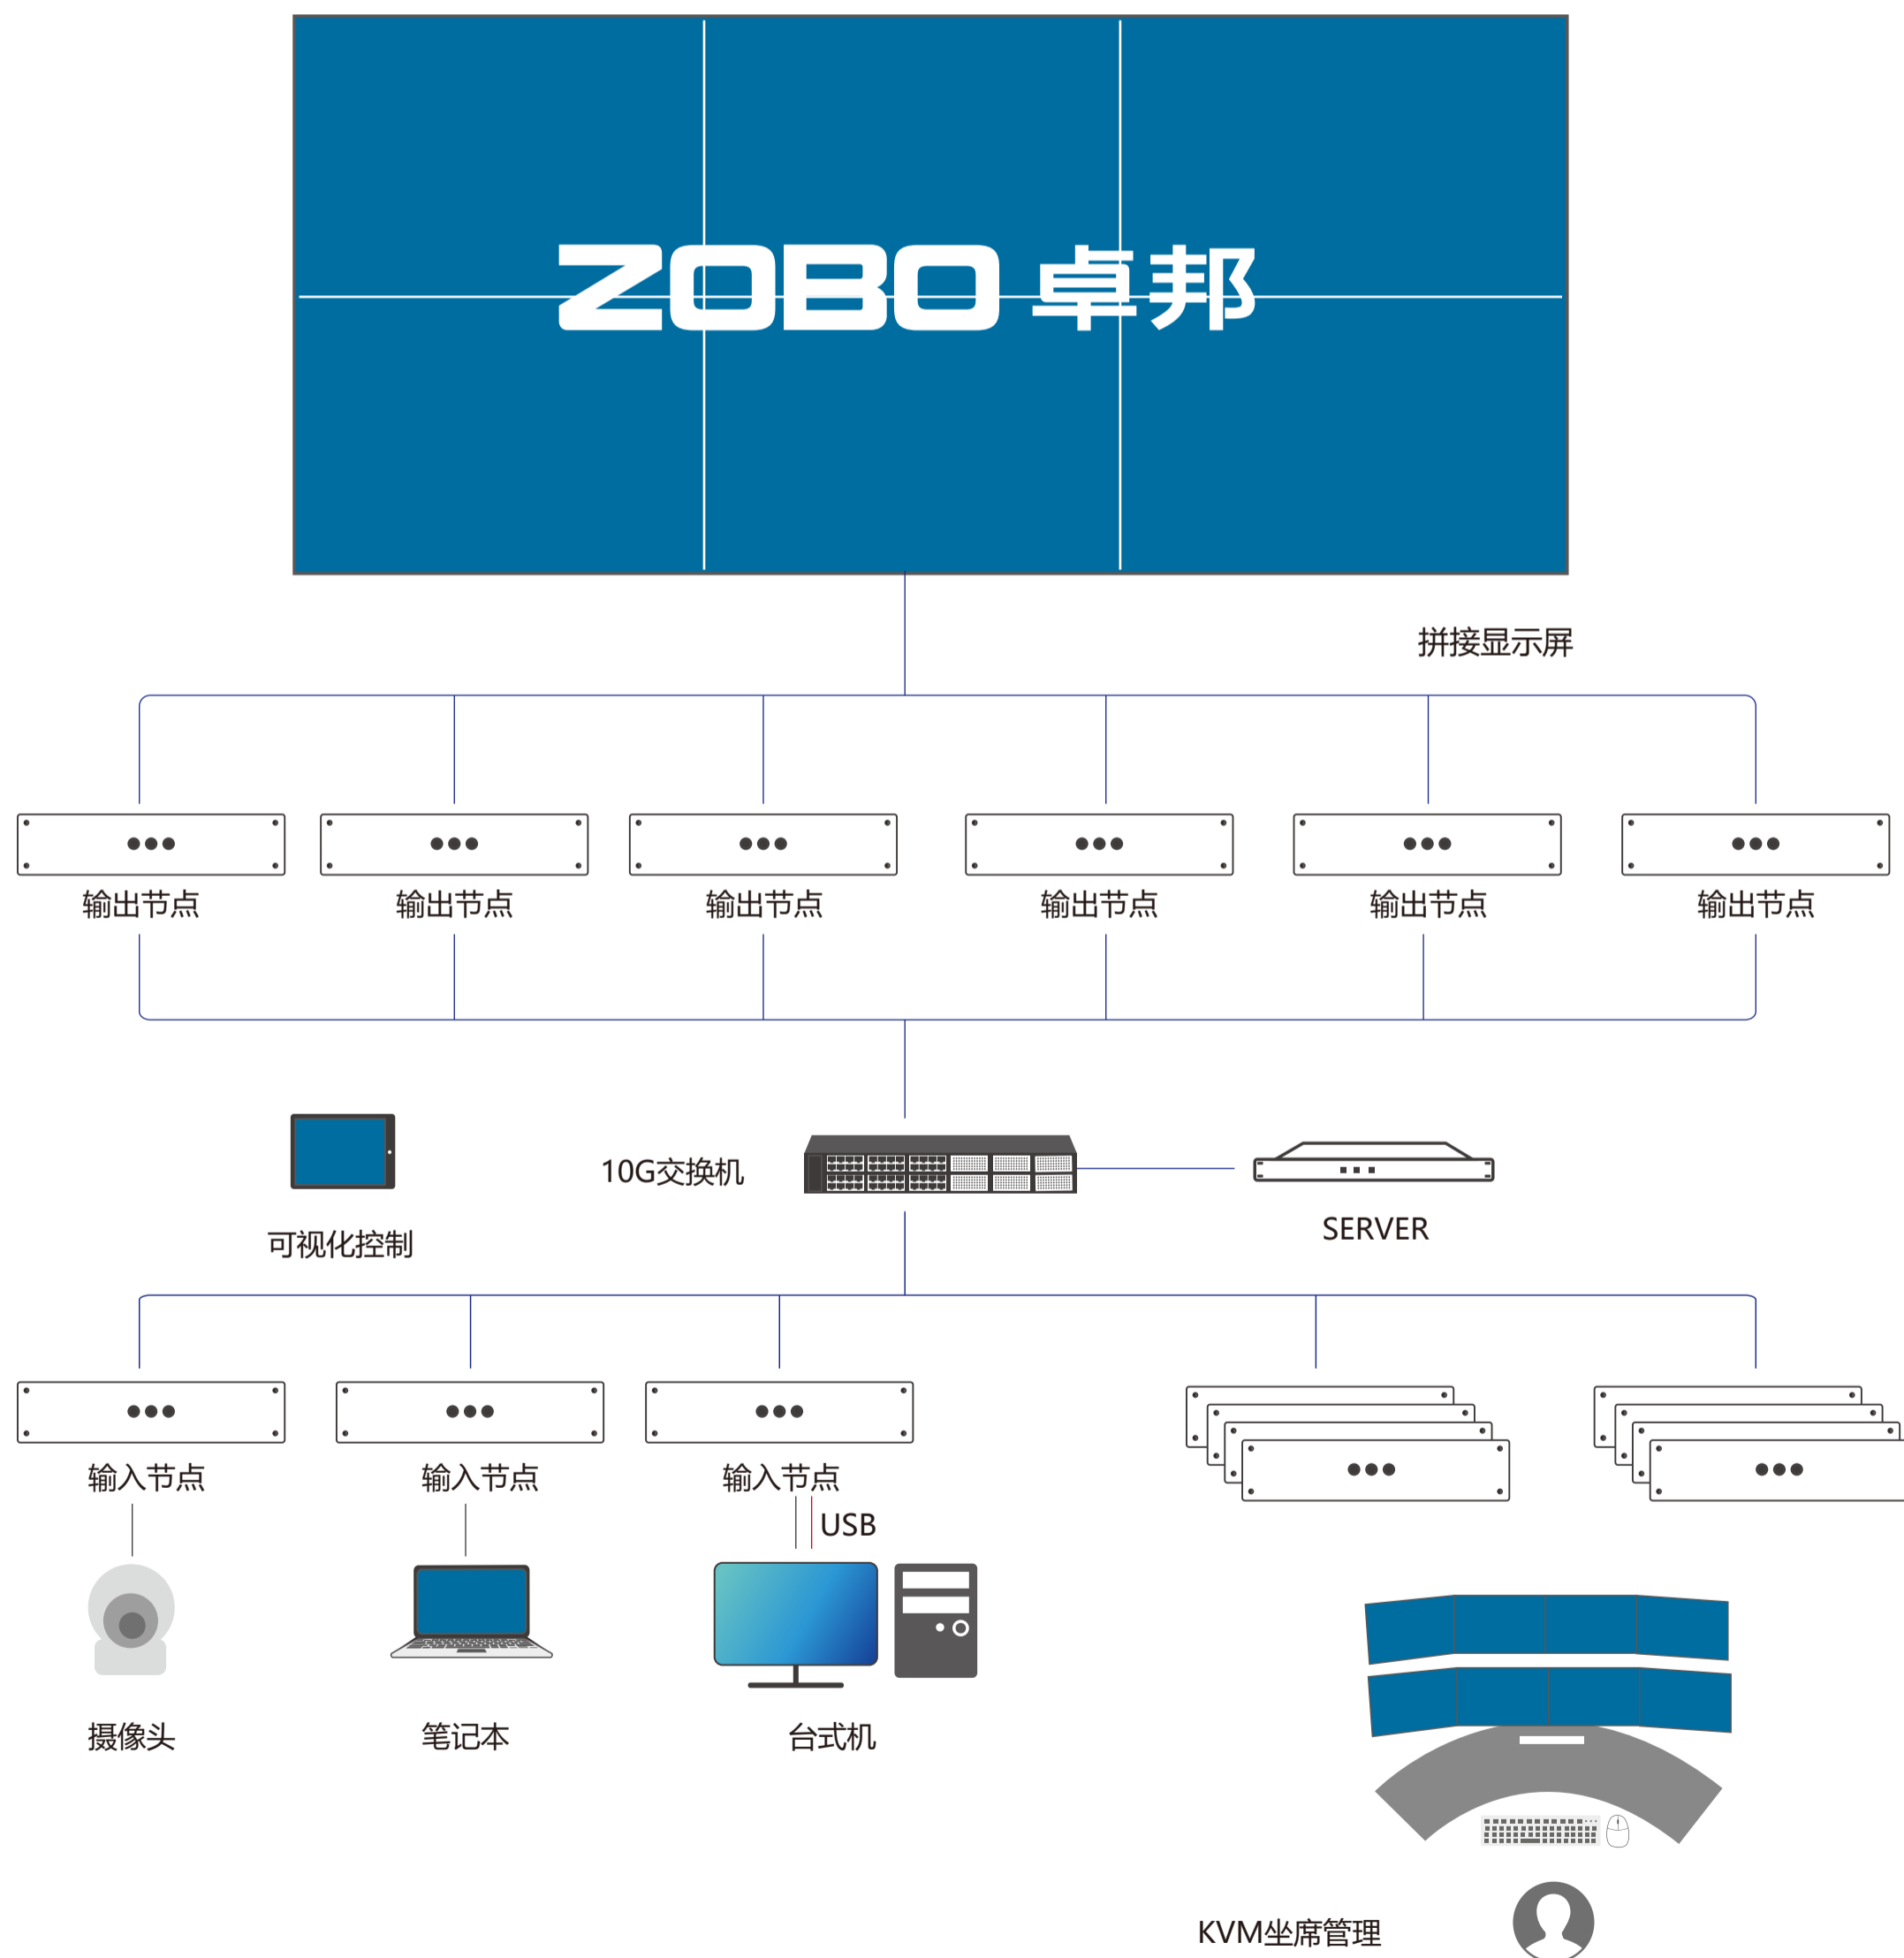 ZOBO 卓邦
拼接显示屏
输出节点 输出节点 输出节点 输出节点 输出节点 输出节点
10G交换机
可视化控制
SERVER
输入节点 输入节点 输入节点
USB
摄像头 笔记本 台式机
KVM坐席管理